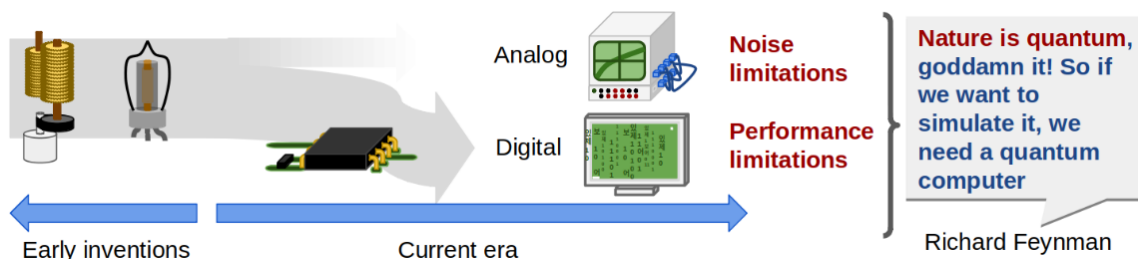 Analog
Noise
limitations
Digital
Performance
limitations
Nature is quantum,
goddamn it! So if
we want to
simulate it, we
need a quantum
computer
Early inventions
Current era
Richard Feynman